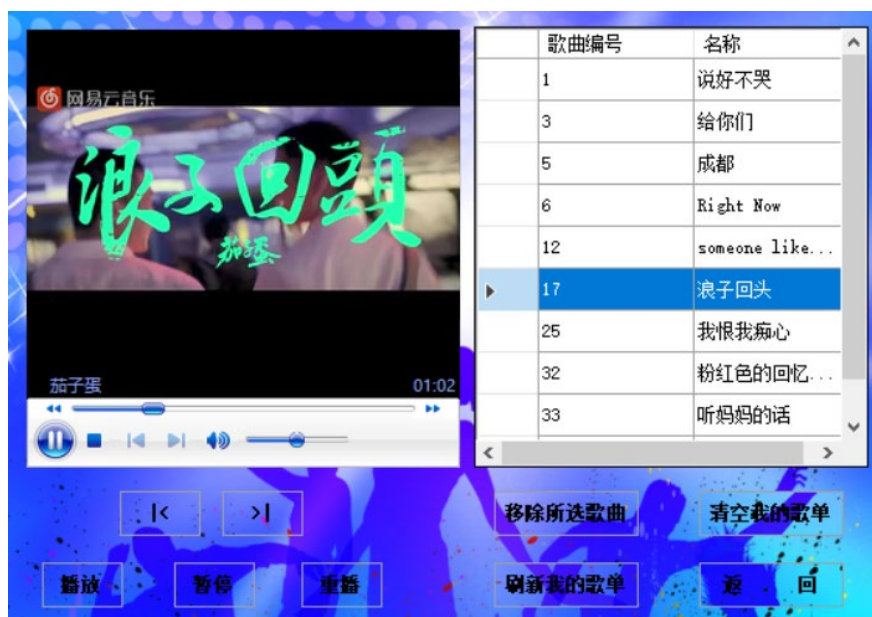 网易云音乐
浪子回頭
茄子蛋
茄子蛋 01:02
歌曲编号 名称
1 说好不哭
3 给你们
5 成都
6 Right Now
12 someone like...
17 浪子回头
25 我恨我痴心
32 粉红色的回忆...
33 听妈妈的话
|< >|
移除所选歌曲 清空我的歌单
播放 暂停 重播 刷新我的歌单 返 回